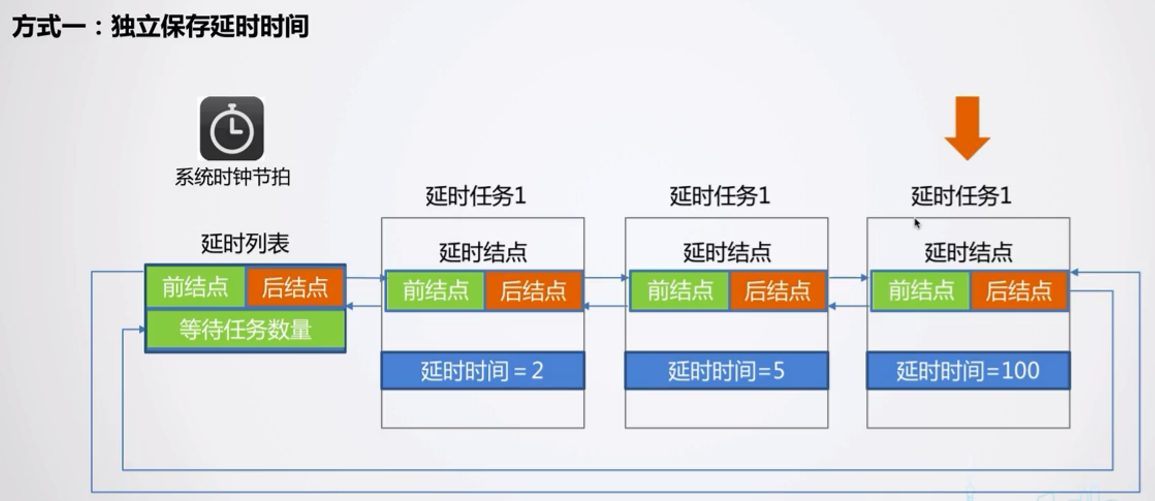 方式一：独立保存延时时间
系统时钟节拍
延时任务1
延时任务1
延时任务1
延时列表
延时结点
延时结点
延时结点
前结点
后结点
前结点
后结点
前结点
后结点
前结点
后结点
等待任务数量
延时时间 = 2
延时时间=5
延时时间=100